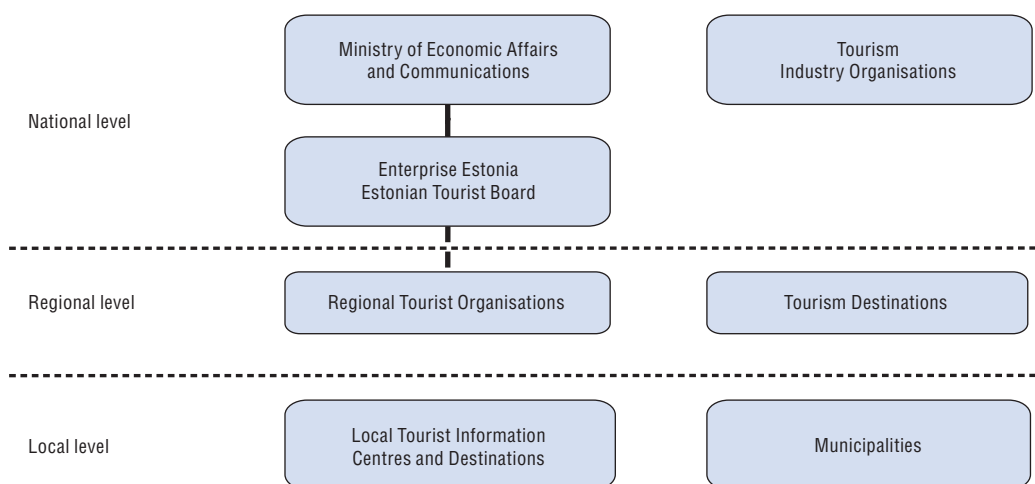 Ministry of Economic Affairs
and Communications
Tourism
Industry Organisations
National level
Enterprise Estonia
Estonian Tourist Board
Regional level
Regional Tourist Organisations
Tourism Destinations
Local level
Local Tourist Information
Centres and Destinations
Municipalities